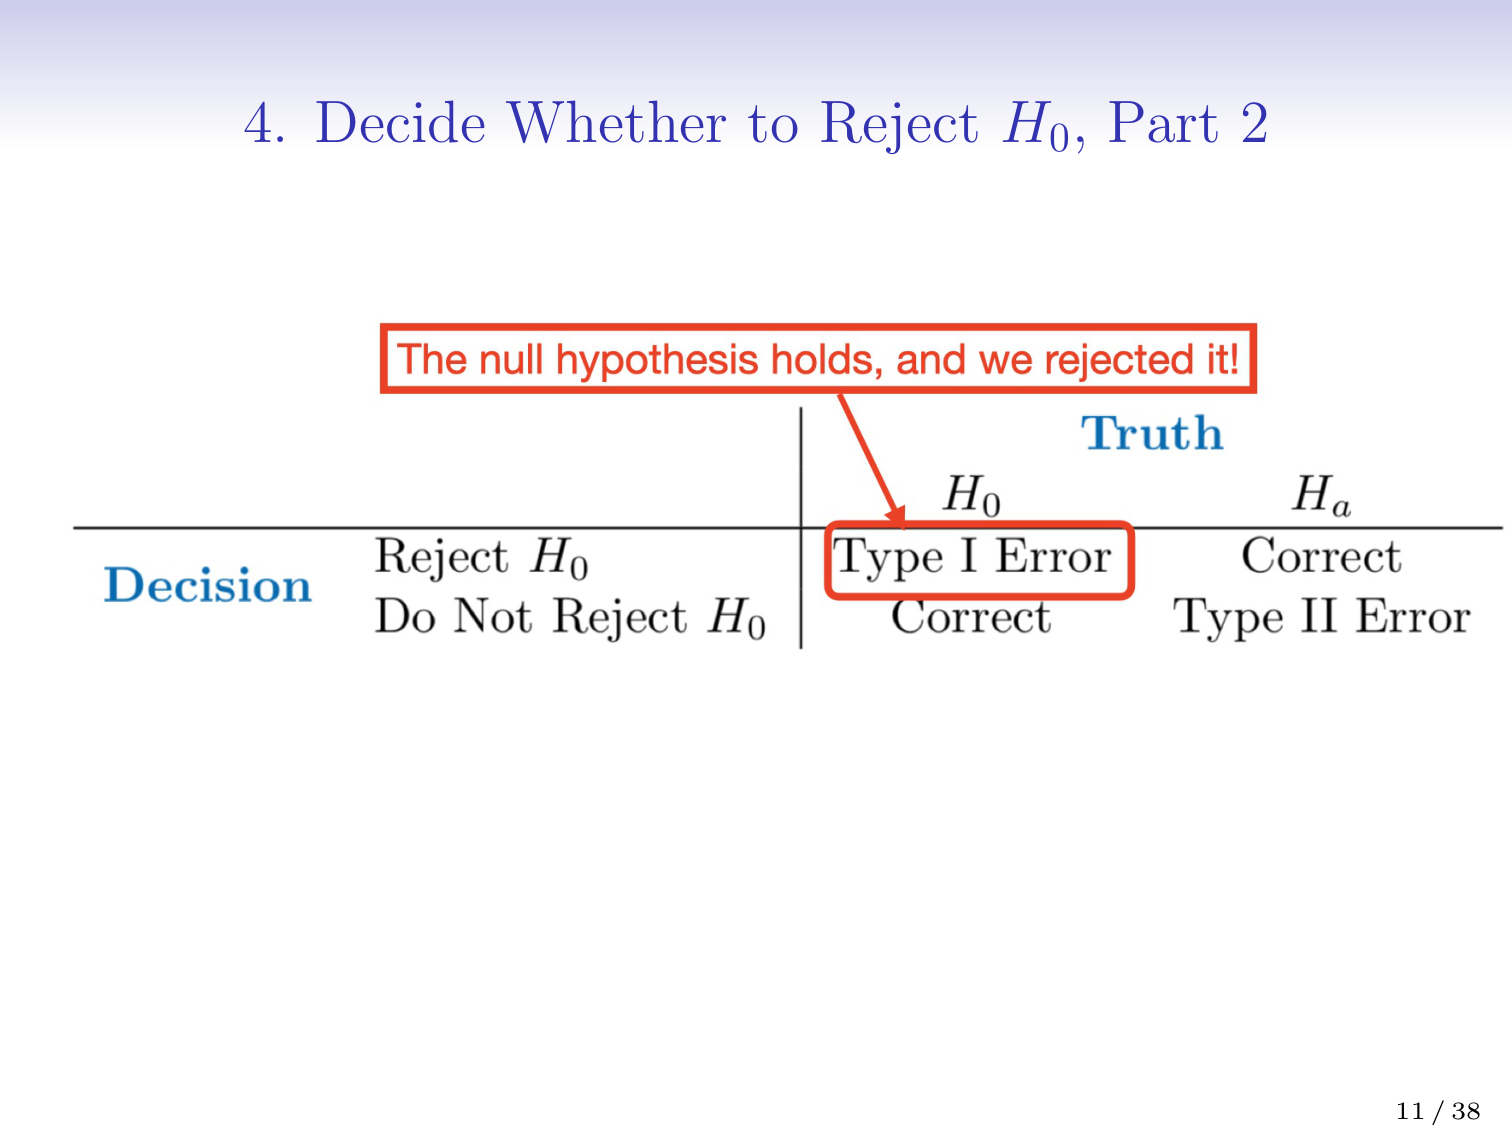 4. Decide Whether to Reject H₀, Part 2
The null hypothesis holds, and we rejected it!
Truth
H₀ Hₐ
Decision
Reject H₀ Type I Error Correct
Do Not Reject H₀ Correct Type II Error
11 / 38